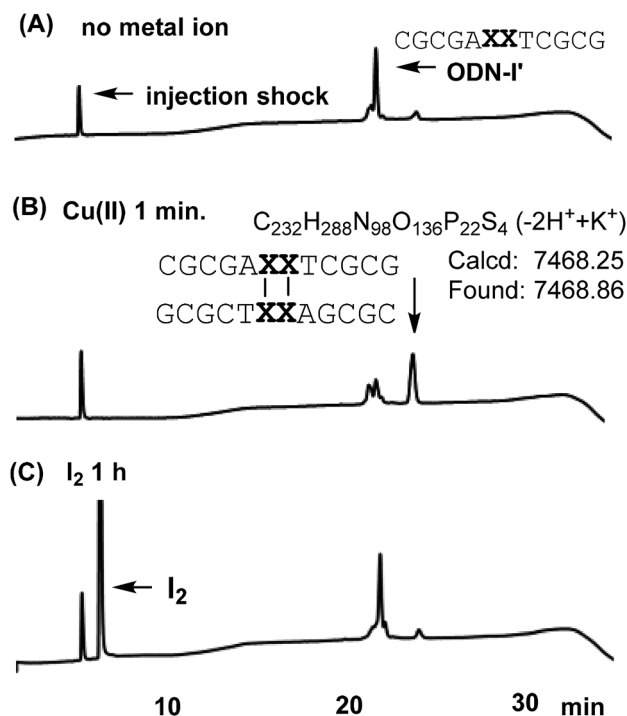 (A) no metal ion
CGCGAXXTCGCG
ODN-I'
injection shock
(B) Cu(II) 1 min.
C₂₃₂H₂₈₈N₉₈O₁₃₆P₂₂S₄ (-2H⁺+K⁺)
CGCGAXXTCGCG
Calcd: 7468.25
Found: 7468.86
GCGCTXXAGCGC
(C) I₂ 1 h
I₂
10 20 30 min